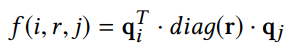 f(i, r, j) = q_i^T · diag(r) · q_j